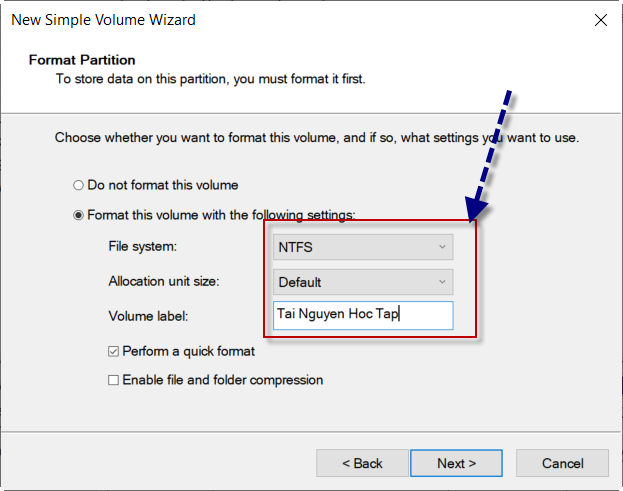 New Simple Volume Wizard
Format Partition
To store data on this partition, you must format it first.
Choose whether you want to format this volume, and if so, what settings you want to use.
Do not format this volume
Format this volume with the following settings:
File system: NTFS
Allocation unit size: Default
Volume label: Tai Nguyen Hoc Tap
Perform a quick format
Enable file and folder compression
< Back Next > Cancel